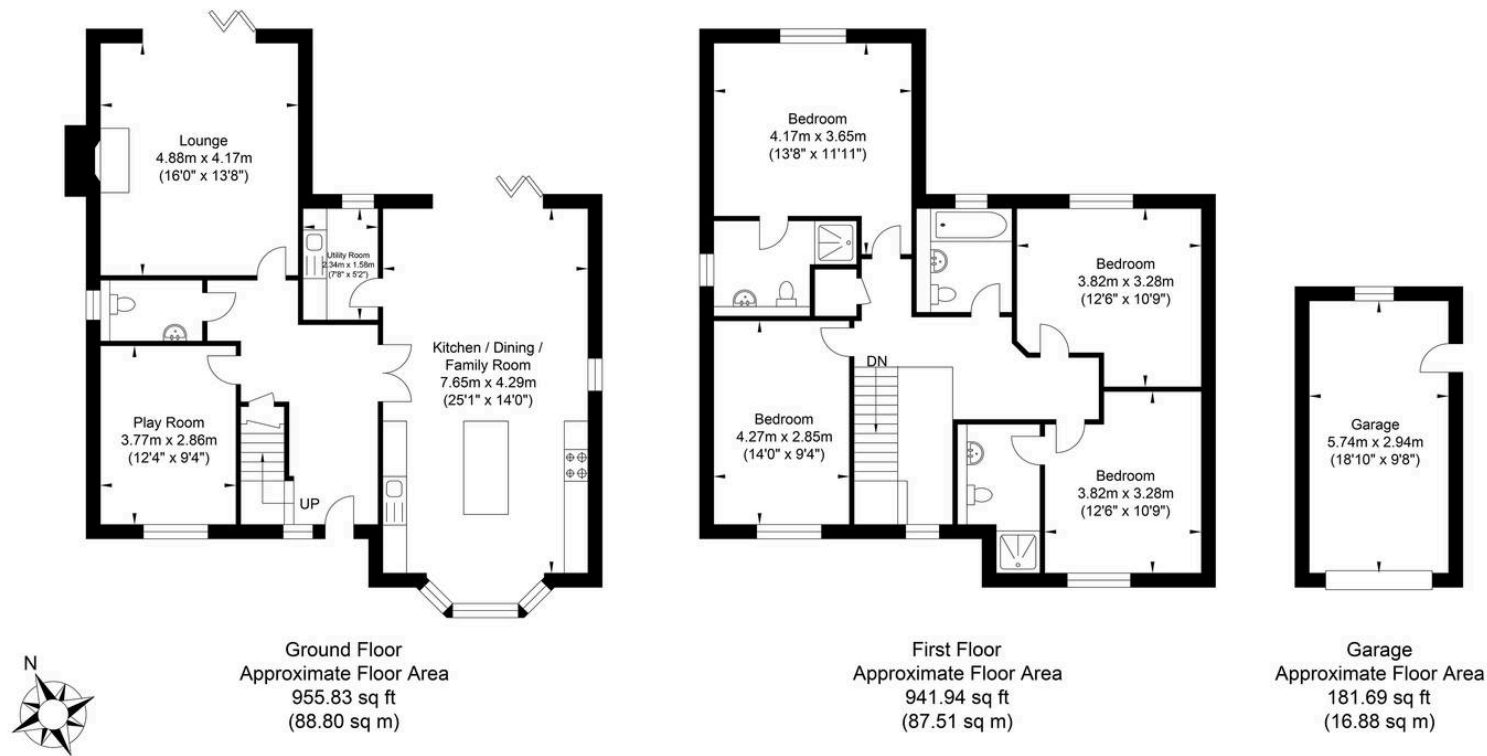 Lounge
4.88m x 4.17m
(16'0" x 13'8")
Utility Room
2.34m x 1.58m
(7'8" x 5'2")
Kitchen / Dining /
Family Room
7.65m x 4.29m
(25'1" x 14'0")
Play Room
3.77m x 2.86m
(12'4" x 9'4")
UP
Ground Floor
Approximate Floor Area
955.83 sq ft
(88.80 sq m)
N
Bedroom
4.17m x 3.65m
(13'8" x 11'11")
Bedroom
3.82m x 3.28m
(12'6" x 10'9")
DN
Bedroom
4.27m x 2.85m
(14'0" x 9'4")
Bedroom
3.82m x 3.28m
(12'6" x 10'9")
First Floor
Approximate Floor Area
941.94 sq ft
(87.51 sq m)
Garage
5.74m x 2.94m
(18'10" x 9'8")
Garage
Approximate Floor Area
181.69 sq ft
(16.88 sq m)